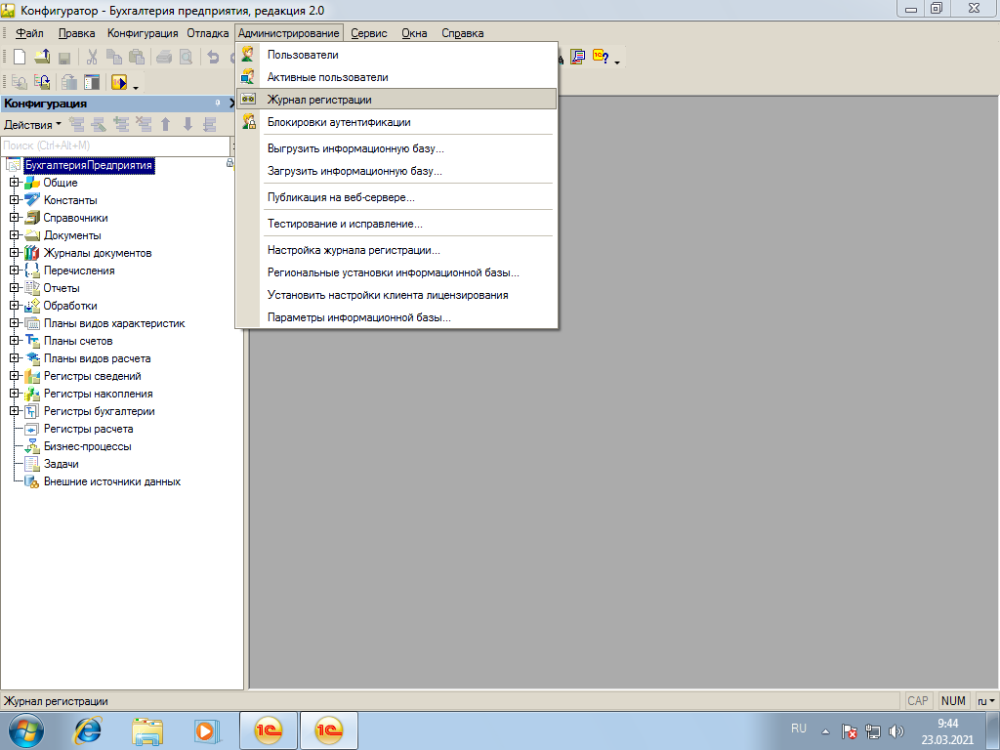 Конфигуратор - Бухгалтерия предприятия, редакция 2.0
Файл Правка Конфигурация Отладка Администрирование Сервис Окна Справка
Пользователи
Активные пользователи
Журнал регистрации
Блокировки аутентификации
Выгрузить информационную базу...
Загрузить информационную базу...
Публикация на веб-сервере...
Тестирование и исправление...
Настройка журнала регистрации...
Региональные установки информационной базы...
Установить настройки клиента лицензирования
Параметры информационной базы...
Конфигурация
Действия
Поиск (Ctrl+Alt+M)
БухгалтерияПредприятия
Общие
Константы
Справочники
Документы
Журналы документов
Перечисления
Отчеты
Обработки
Планы видов характеристик
Планы счетов
Планы видов расчета
Регистры сведений
Регистры накопления
Регистры бухгалтерии
Регистры расчета
Бизнес-процессы
Задачи
Внешние источники данных
Журнал регистрации
CAP NUM ru
1С 1С
RU
9:44
23.03.2021